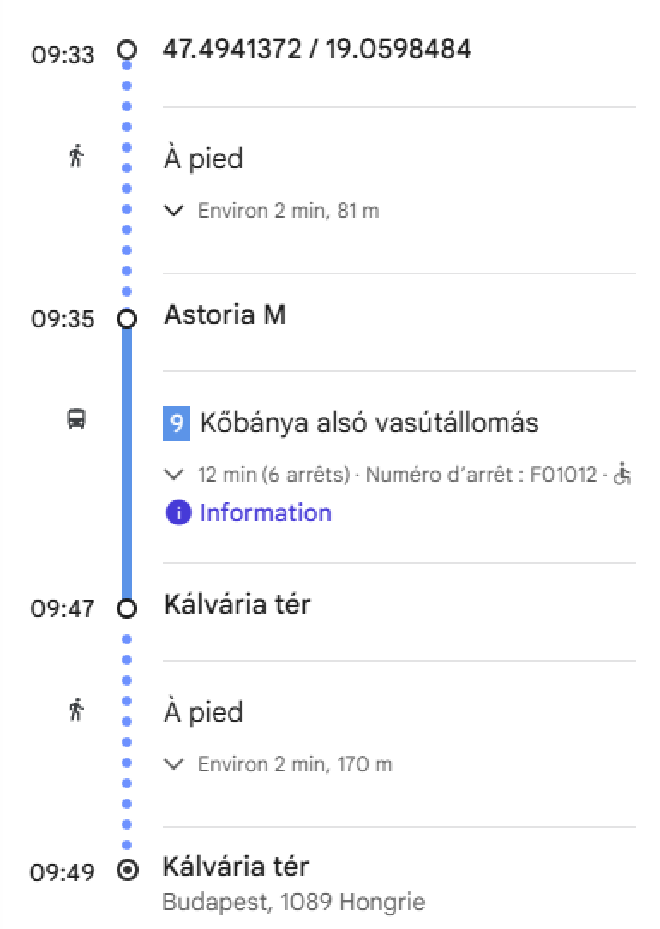 09:33 47.4941372 / 19.0598484
À pied
Environ 2 min, 81 m
09:35 Astoria M
9 Kőbánya alsó vasútállomás
12 min (6 arrêts) · Numéro d'arrêt : F01012 ·
i Information
09:47 Kálvária tér
À pied
Environ 2 min, 170 m
09:49 Kálvária tér
Budapest, 1089 Hongrie